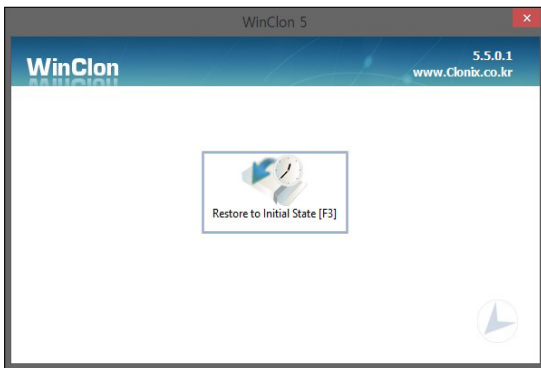 WinClon 5
WinClon
5.5.0.1
www.Clonix.co.kr
Restore to Initial State [F3]